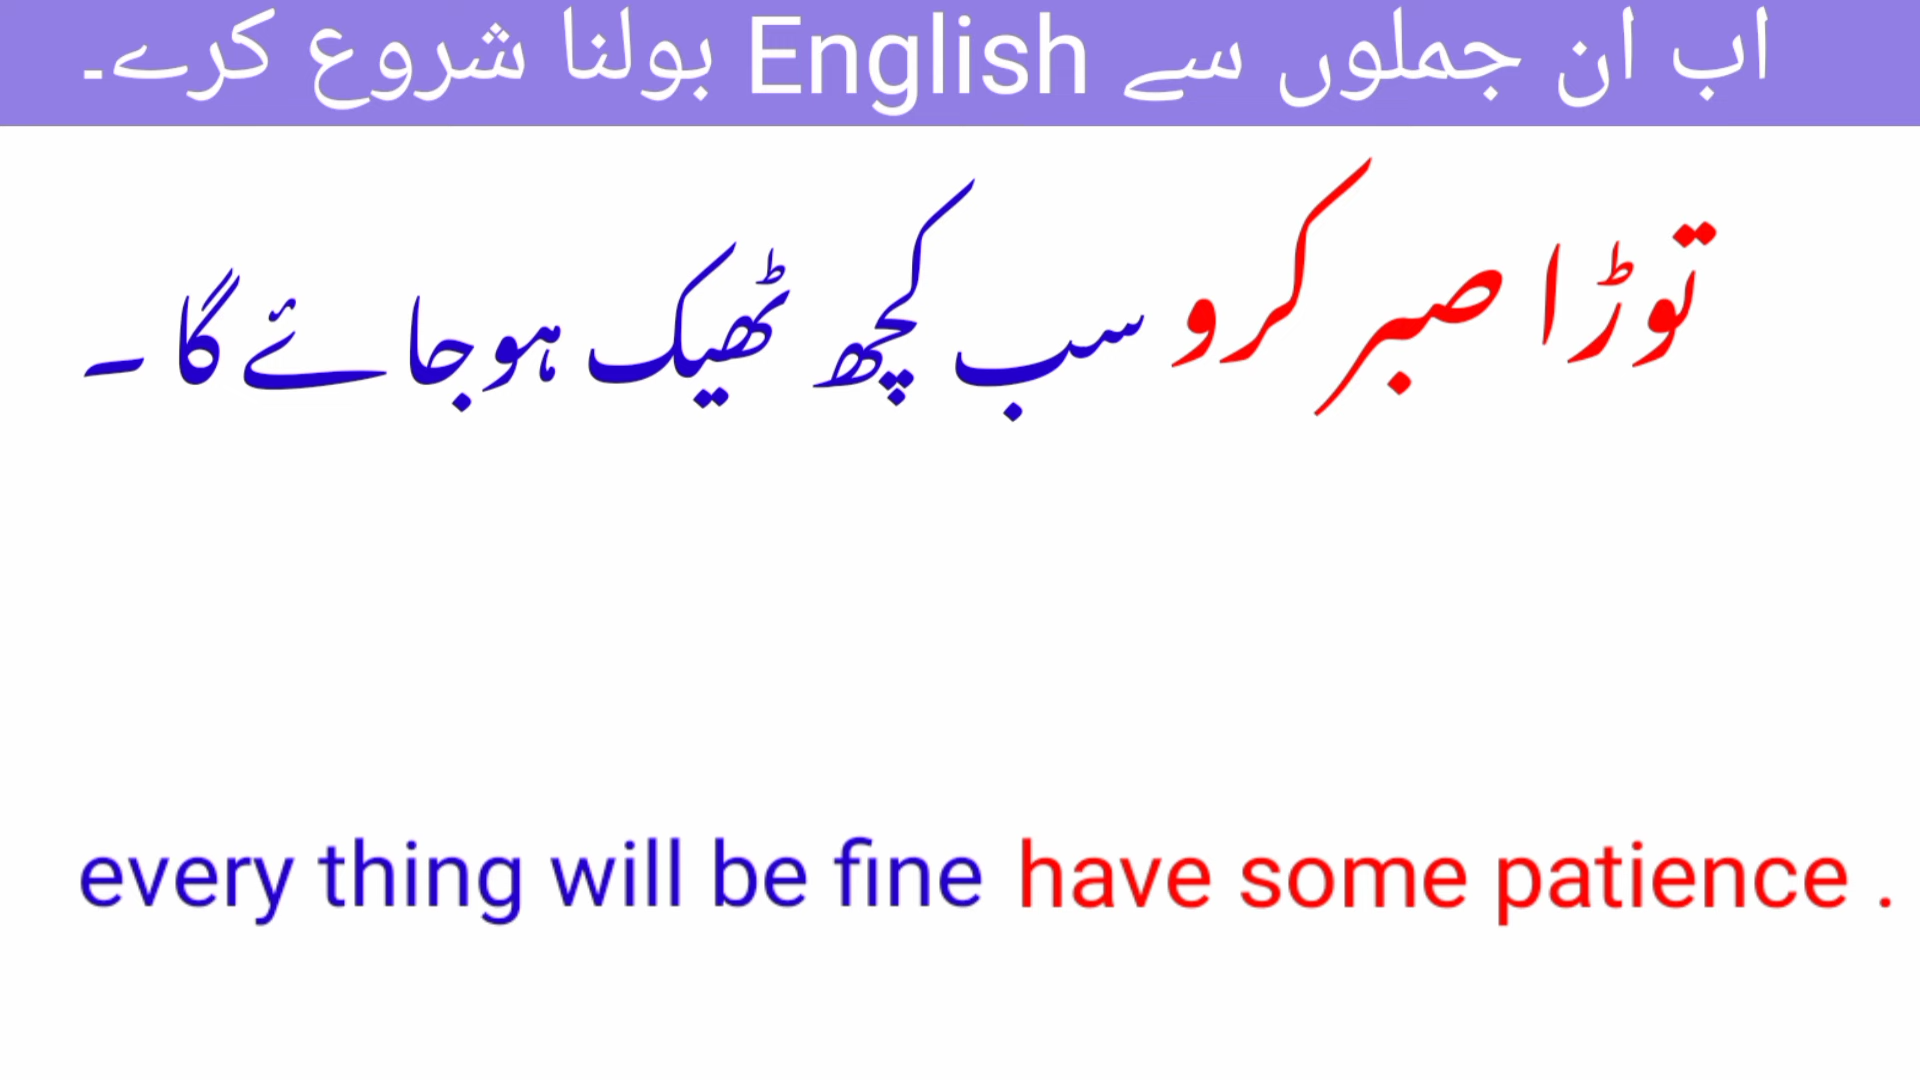 اب ان جملوں سے English بولنا شروع کرے۔
توڑا صبر کرو سب کچھ ٹھیک ہوجائے گا ۔
every thing will be fine have some patience .